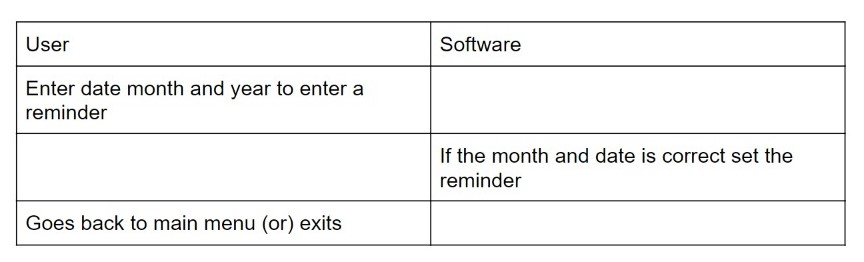 User
Software
Enter date month and year to enter a
reminder
If the month and date is correct set the
reminder
Goes back to main menu (or) exits